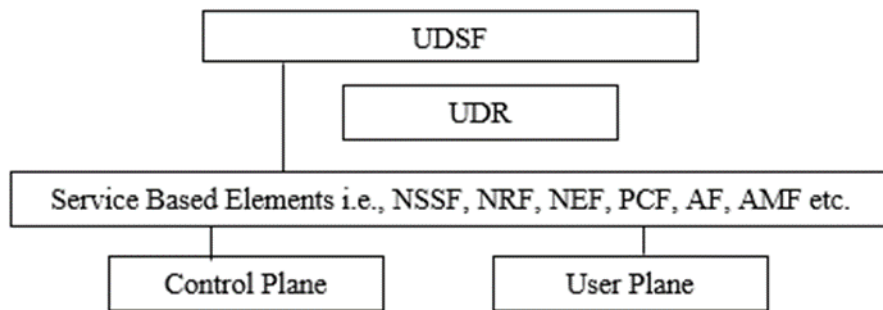 UDSF
UDR
Service Based Elements i.e., NSSF, NRF, NEF, PCF, AF, AMF etc.
Control Plane
User Plane